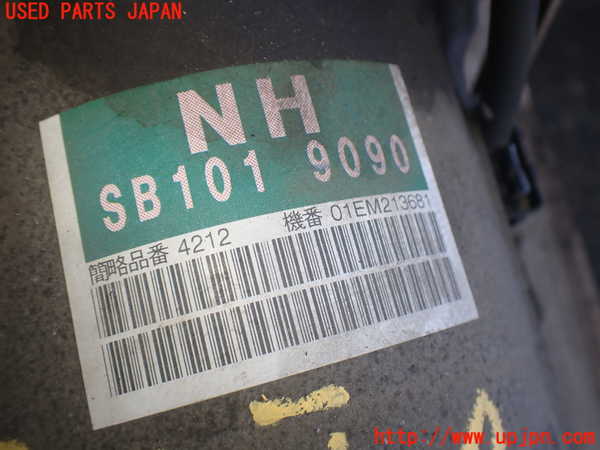 USED PARTS JAPAN
NH
SB101 9090
簡略品番 4212 機番 01EM213681
http://www.upjpn.com/